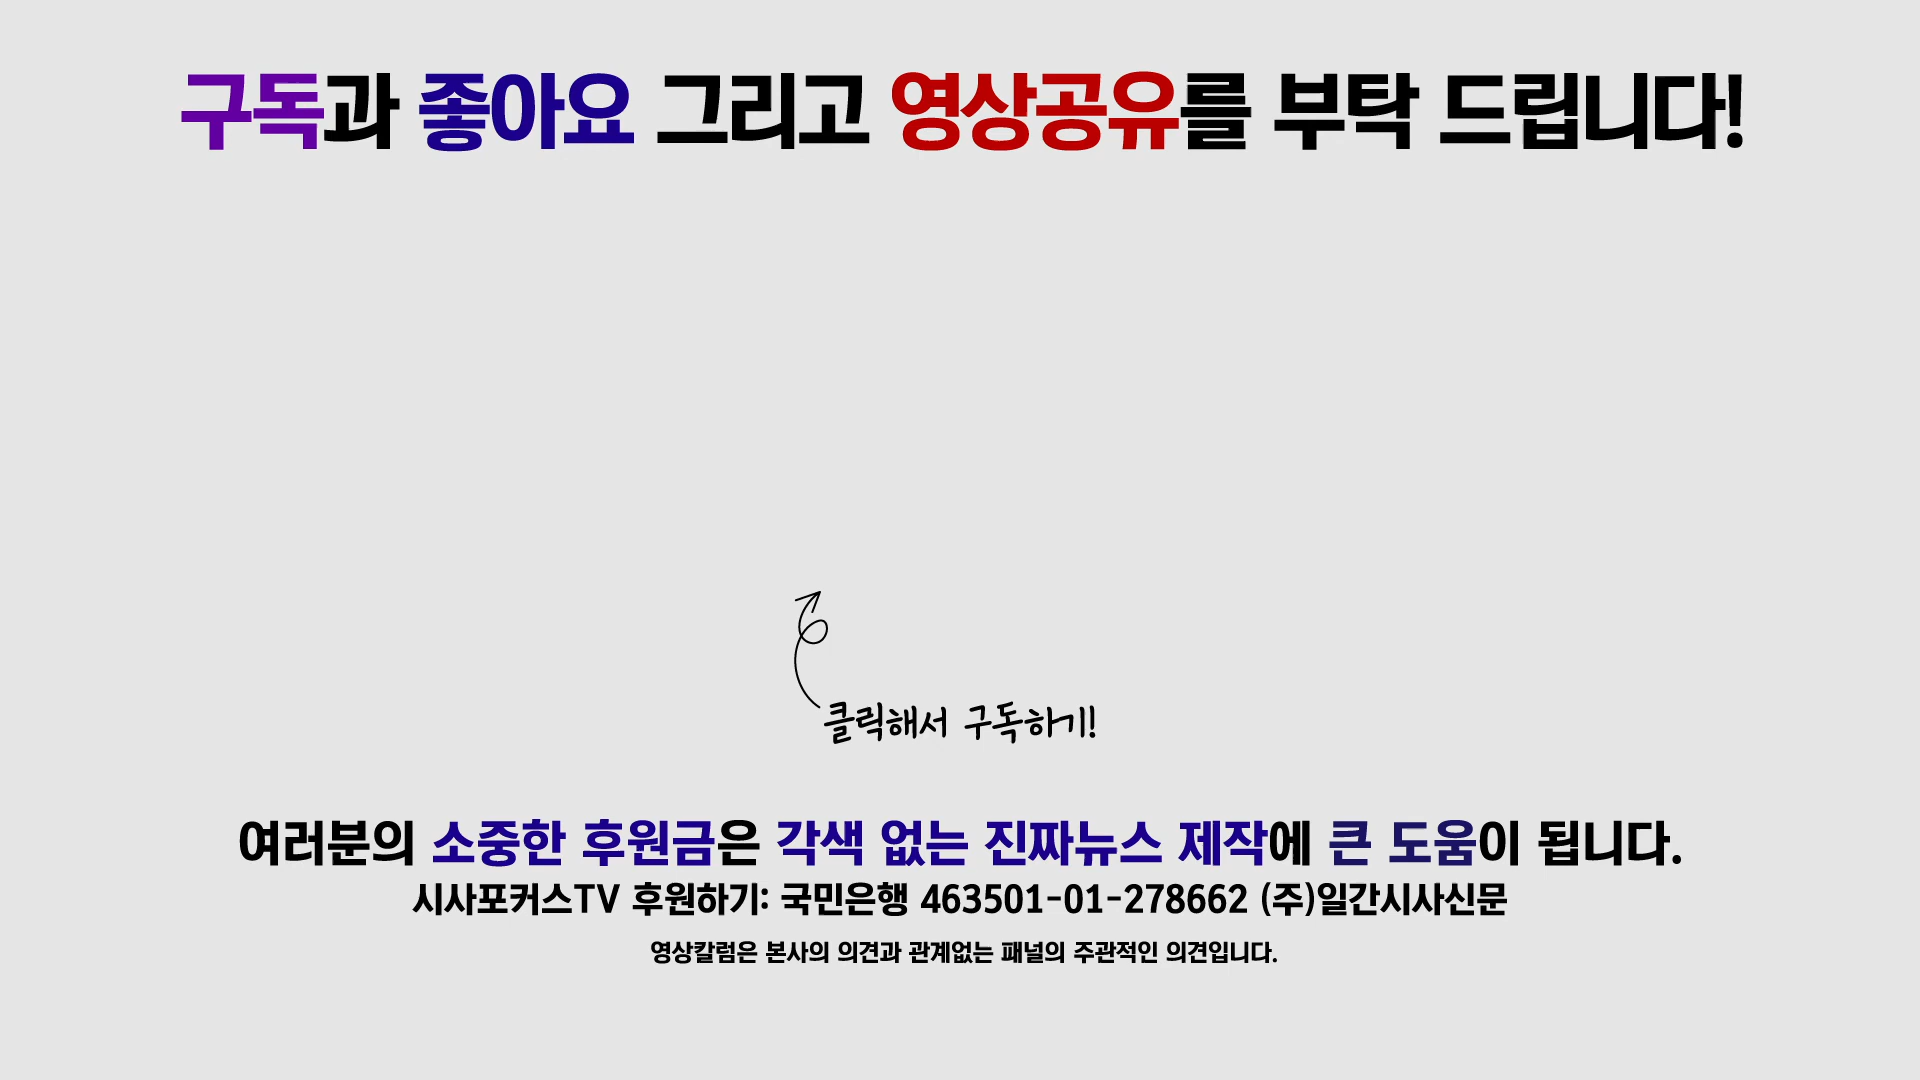 구독과 좋아요 그리고 영상공유를 부탁 드립니다!
클릭해서 구독하기!
여러분의 소중한 후원금은 각색 없는 진짜뉴스 제작에 큰 도움이 됩니다.
시사포커스TV 후원하기: 국민은행 463501-01-278662 (주)일간시사신문
영상칼럼은 본사의 의견과 관계없는 패널의 주관적인 의견입니다.